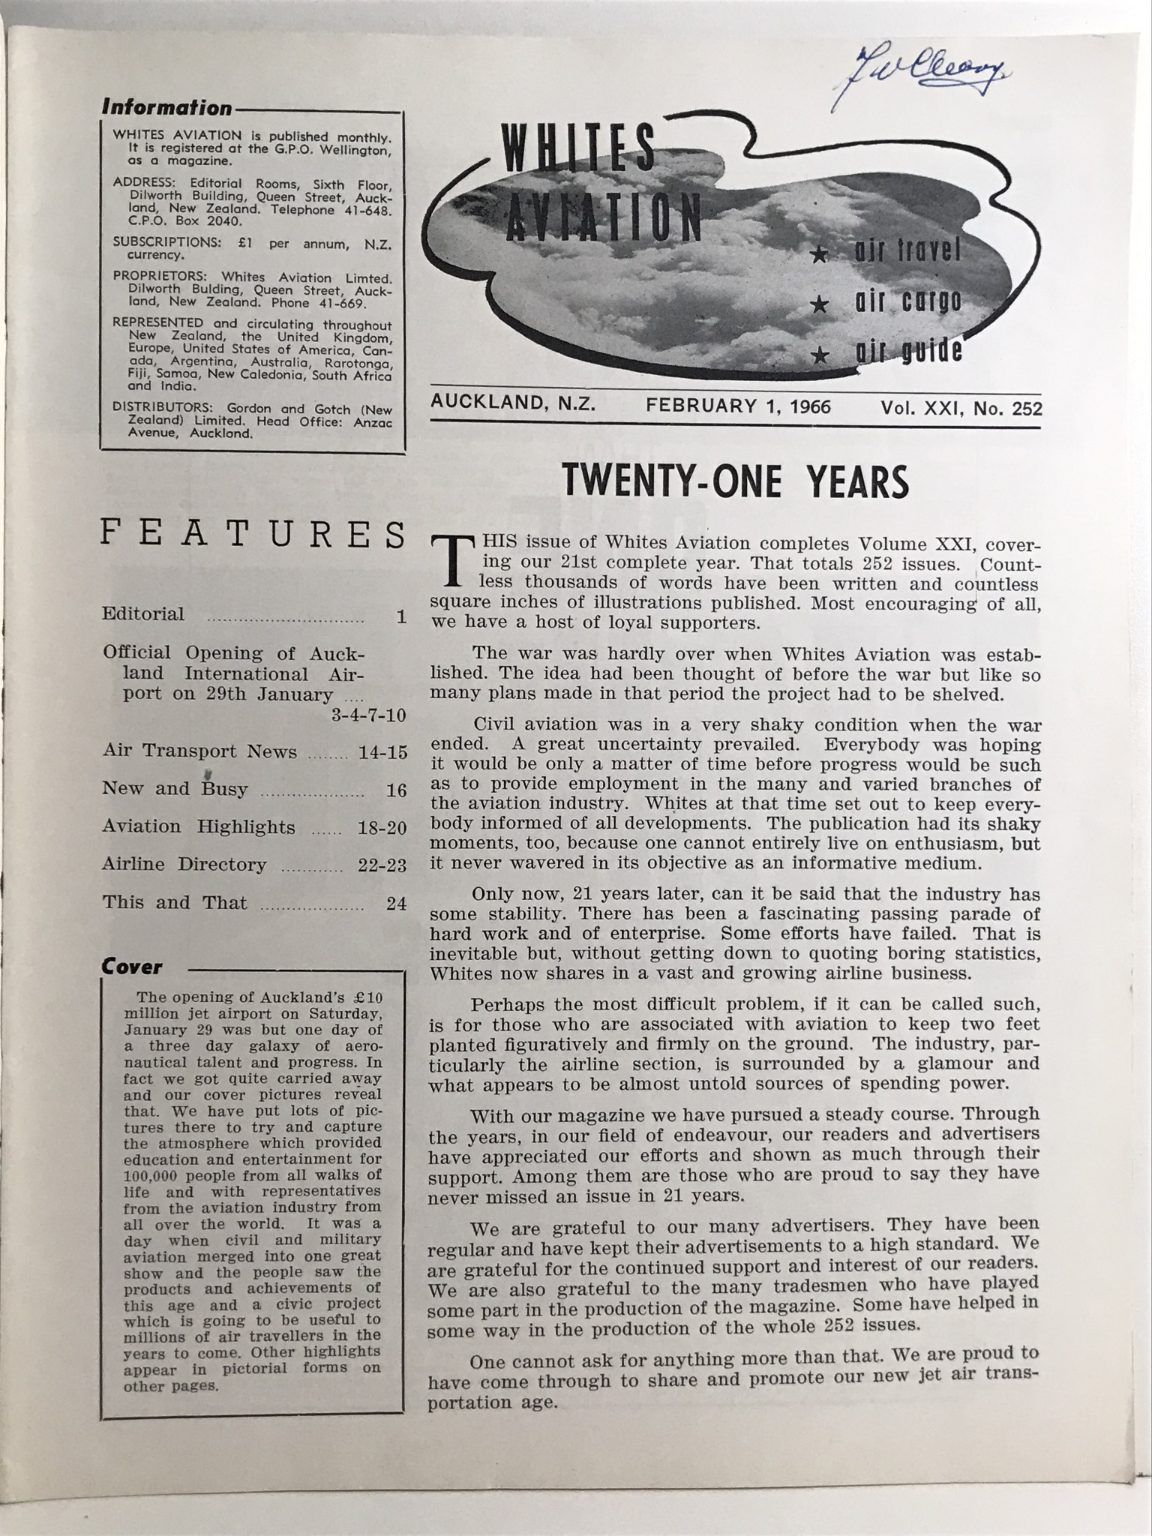 Information
WHITES AVIATION is published monthly.
It is registered at the G.P.O. Wellington,
as a magazine.
ADDRESS: Editorial Rooms, Sixth Floor,
Dilworth Building, Queen Street, Auck-
land, New Zealand. Telephone 41-648.
C.P.O. Box 2040.
SUBSCRIPTIONS: £1 per annum, N.Z.
currency.
PROPRIETORS: Whites Aviation Limted.
Dilworth Bulding, Queen Street, Auck-
land, New Zealand. Phone 41-669.
REPRESENTED and circulating throughout
New Zealand, the United Kingdom,
Europe, United States of America, Can-
ada, Argentina, Australia, Rarotonga,
Fiji, Samoa, New Caledonia, South Africa
and India.
DISTRIBUTORS: Gordon and Gotch (New
Zealand) Limited. Head Office: Anzac
Avenue, Auckland.
WHITES
AVIATION
★ air travel
★ air cargo
★ air guide
AUCKLAND, N.Z. FEBRUARY 1, 1966 Vol. XXI, No. 252
FEATURES
Editorial .............................. 1
Official Opening of Auck-
land International Air-
port on 29th January ....
3-4-7-10
Air Transport News ........ 14-15
New and Busy .................... 16
Aviation Highlights ...... 18-20
Airline Directory ............ 22-23
This and That .................... 24
Cover
The opening of Auckland's £10
million jet airport on Saturday,
January 29 was but one day of
a three day galaxy of aero-
nautical talent and progress. In
fact we got quite carried away
and our cover pictures reveal
that. We have put lots of pic-
tures there to try and capture
the atmosphere which provided
education and entertainment for
100,000 people from all walks of
life and with representatives
from the aviation industry from
all over the world. It was a
day when civil and military
aviation merged into one great
show and the people saw the
products and achievements of
this age and a civic project
which is going to be useful to
millions of air travellers in the
years to come. Other highlights
appear in pictorial forms on
other pages.
TWENTY-ONE YEARS
THIS issue of Whites Aviation completes Volume XXI, cover-
ing our 21st complete year. That totals 252 issues. Count-
less thousands of words have been written and countless
square inches of illustrations published. Most encouraging of all,
we have a host of loyal supporters.
The war was hardly over when Whites Aviation was estab-
lished. The idea had been thought of before the war but like so
many plans made in that period the project had to be shelved.
Civil aviation was in a very shaky condition when the war
ended. A great uncertainty prevailed. Everybody was hoping
it would be only a matter of time before progress would be such
as to provide employment in the many and varied branches of
the aviation industry. Whites at that time set out to keep every-
body informed of all developments. The publication had its shaky
moments, too, because one cannot entirely live on enthusiasm, but
it never wavered in its objective as an informative medium.
Only now, 21 years later, can it be said that the industry has
some stability. There has been a fascinating passing parade of
hard work and of enterprise. Some efforts have failed. That is
inevitable but, without getting down to quoting boring statistics,
Whites now shares in a vast and growing airline business.
Perhaps the most difficult problem, if it can be called such,
is for those who are associated with aviation to keep two feet
planted figuratively and firmly on the ground. The industry, par-
ticularly the airline section, is surrounded by a glamour and
what appears to be almost untold sources of spending power.
With our magazine we have pursued a steady course. Through
the years, in our field of endeavour, our readers and advertisers
have appreciated our efforts and shown as much through their
support. Among them are those who are proud to say they have
never missed an issue in 21 years.
We are grateful to our many advertisers. They have been
regular and have kept their advertisements to a high standard. We
are grateful for the continued support and interest of our readers.
We are also grateful to the many tradesmen who have played
some part in the production of the magazine. Some have helped in
some way in the production of the whole 252 issues.
One cannot ask for anything more than that. We are proud to
have come through to share and promote our new jet air trans-
portation age.